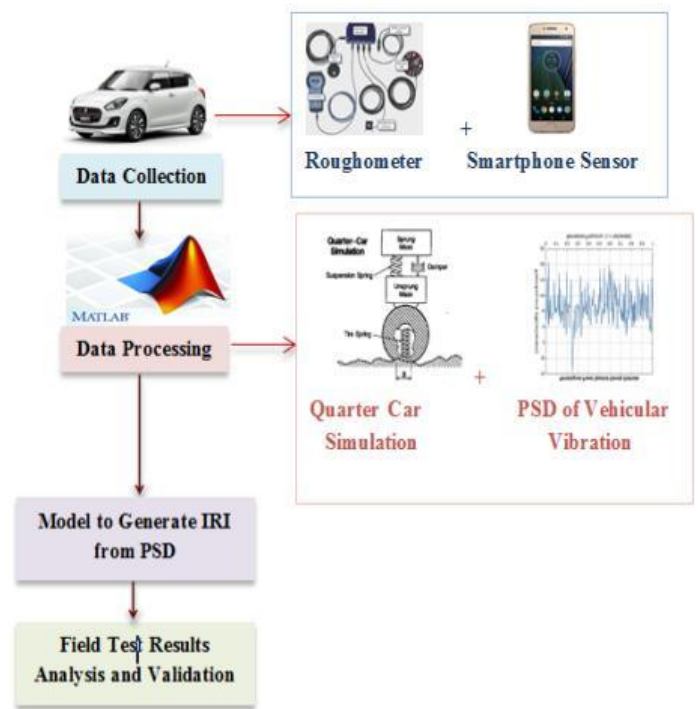 Roughometer
+
Smartphone Sensor
Data Collection
MATLAB®
Data Processing
Quarter-Car
Simulation
Sprung
Mass
Suspension Spring
Damper
Unsprung
Mass
Tire Spring
+
Quarter Car
Simulation
PSD of Vehicular
Vibration
Model to Generate IRI
from PSD
Field Test Results
Analysis and Validation